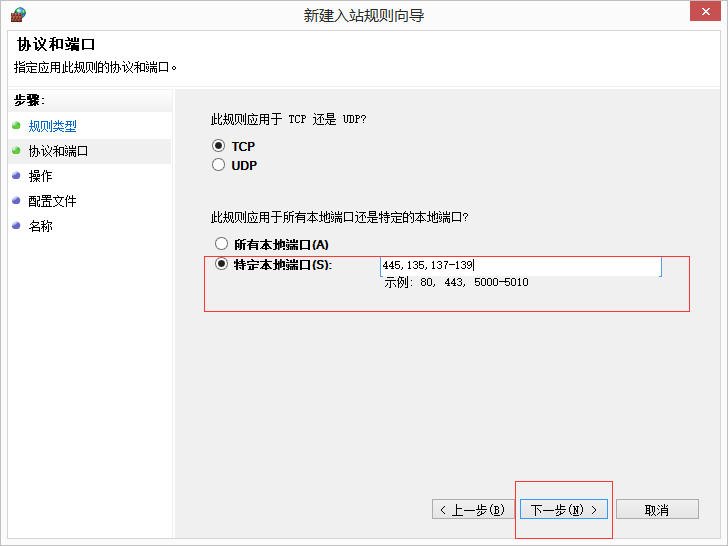 新建入站规则向导
协议和端口
指定应用此规则的协议和端口。
步骤:
规则类型
协议和端口
操作
配置文件
名称
此规则应用于 TCP 还是 UDP?
TCP
UDP
此规则应用于所有本地端口还是特定的本地端口?
所有本地端口(A)
特定本地端口(S): 445,135,137-139
示例: 80, 443, 5000-5010
< 上一步(B) 下一步(N) > 取消